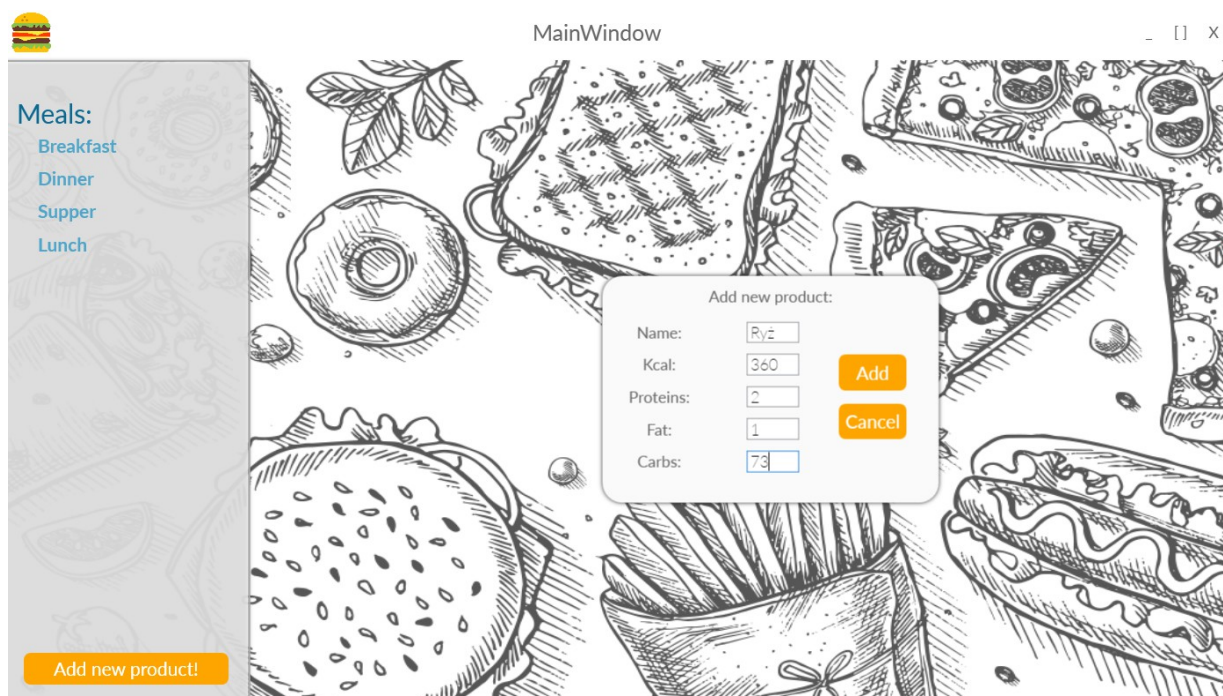 MainWindow
_ [ ] X
Meals:
Breakfast
Dinner
Supper
Lunch
Add new product:
Name: Ryż
Kcal: 360
Proteins: 2
Fat: 1
Carbs: 73
Add
Cancel
Add new product!